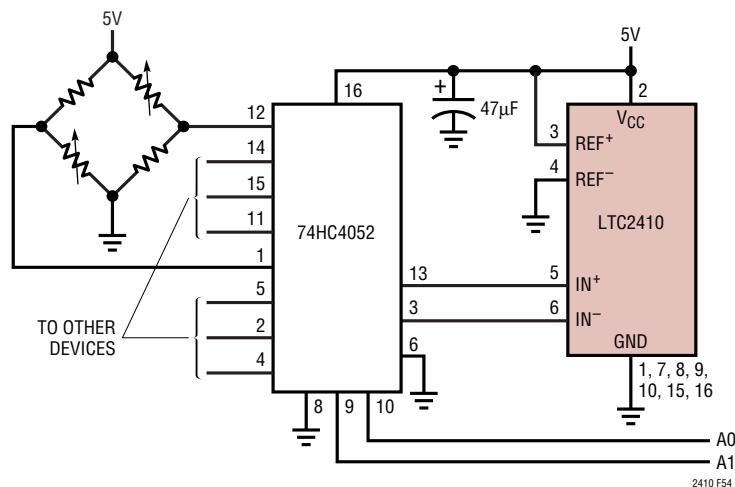 5V
5V
16
2
+
47µF
12
VCC
3
REF+
14
4
REF−
15
74HC4052
LTC2410
11
1
13
5
IN+
5
3
6
IN−
TO OTHER
DEVICES
2
6
GND
4
1, 7, 8, 9,
10, 15, 16
8
9
10
A0
A1
2410 F54